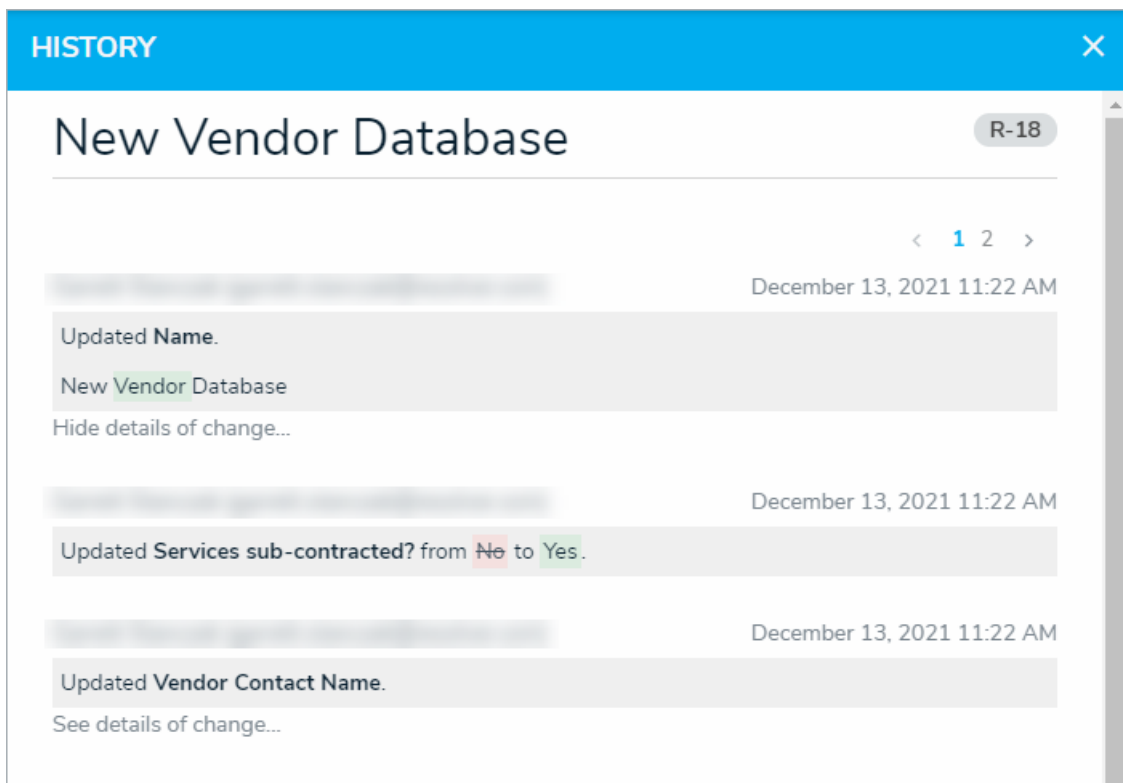 HISTORY ×
New Vendor Database R-18
< 1 2 >
December 13, 2021 11:22 AM
Updated Name.
New Vendor Database
Hide details of change...
December 13, 2021 11:22 AM
Updated Services sub-contracted? from No to Yes.
December 13, 2021 11:22 AM
Updated Vendor Contact Name.
See details of change...